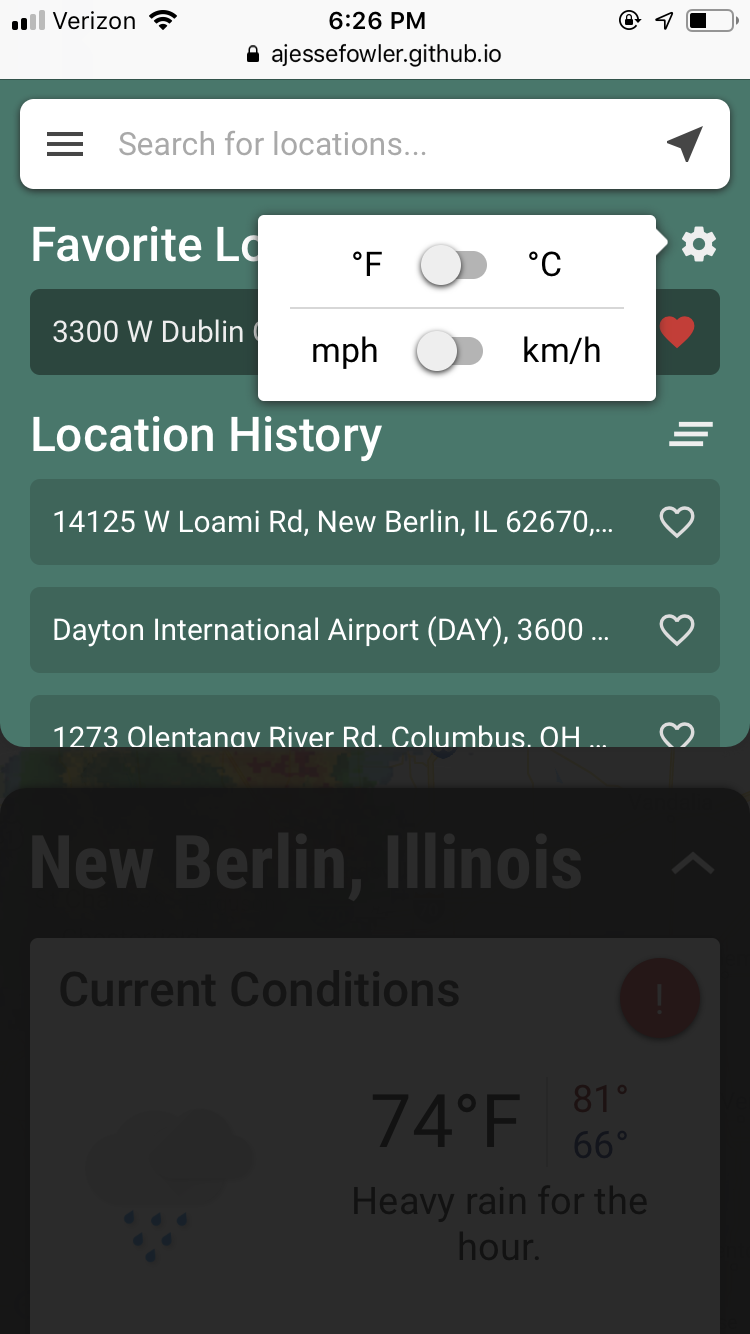 Verizon 6:26 PM
ajessefowler.github.io
Search for locations...
Favorite Lo
°F °C
mph km/h
3300 W Dublin
Location History
14125 W Loami Rd, New Berlin, IL 62670,...
Dayton International Airport (DAY), 3600 ...
1273 Olentangy River Rd, Columbus, OH ...
New Berlin, Illinois
Current Conditions
!
74°F
81°
66°
Heavy rain for the
hour.